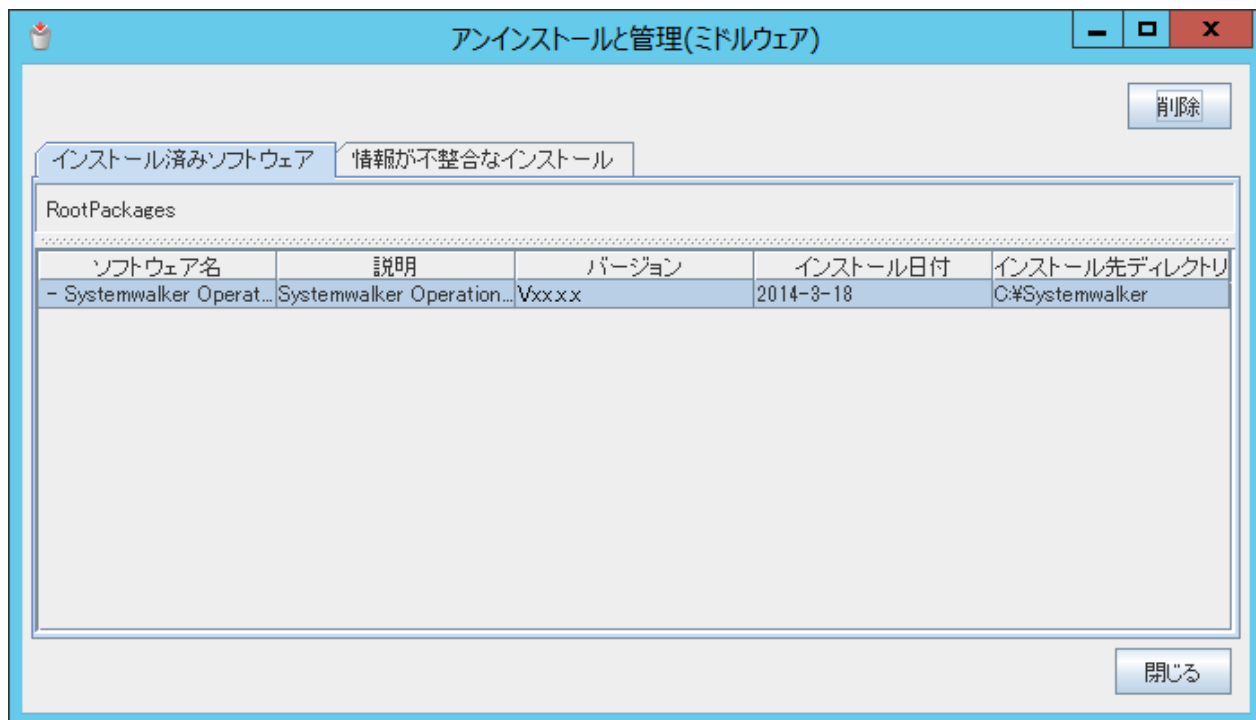 アンインストールと管理(ミドルウェア)
削除
インストール済みソフトウェア 情報が不整合なインストール
RootPackages
ソフトウェア名 説明 バージョン インストール日付 インストール先ディレクトリ
- Systemwalker Operat... Systemwalker Operation... Vxxxx 2014-3-18 C:¥Systemwalker
閉じる